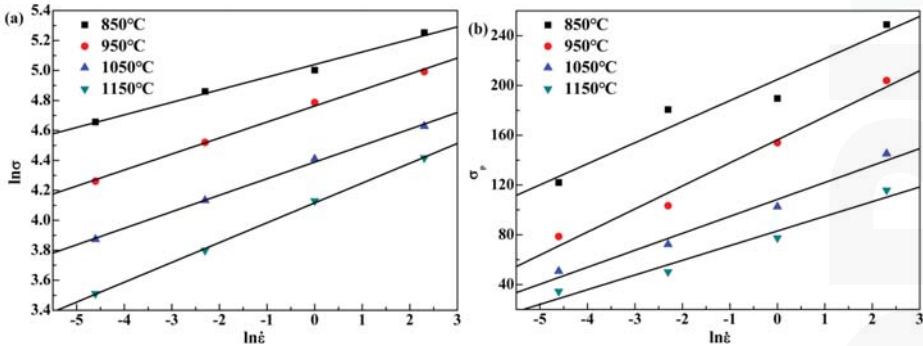 (a)
850°C
950°C
1050°C
1150°C
5.4
5.2
5.0
4.8
4.6
4.4
4.2
4.0
3.8
3.6
3.4
lnσ
-5 -4 -3 -2 -1 0 1 2 3
lnε̇
(b)
850°C
950°C
1050°C
1150°C
240
200
160
120
80
40
σp
-5 -4 -3 -2 -1 0 1 2 3
lnε̇